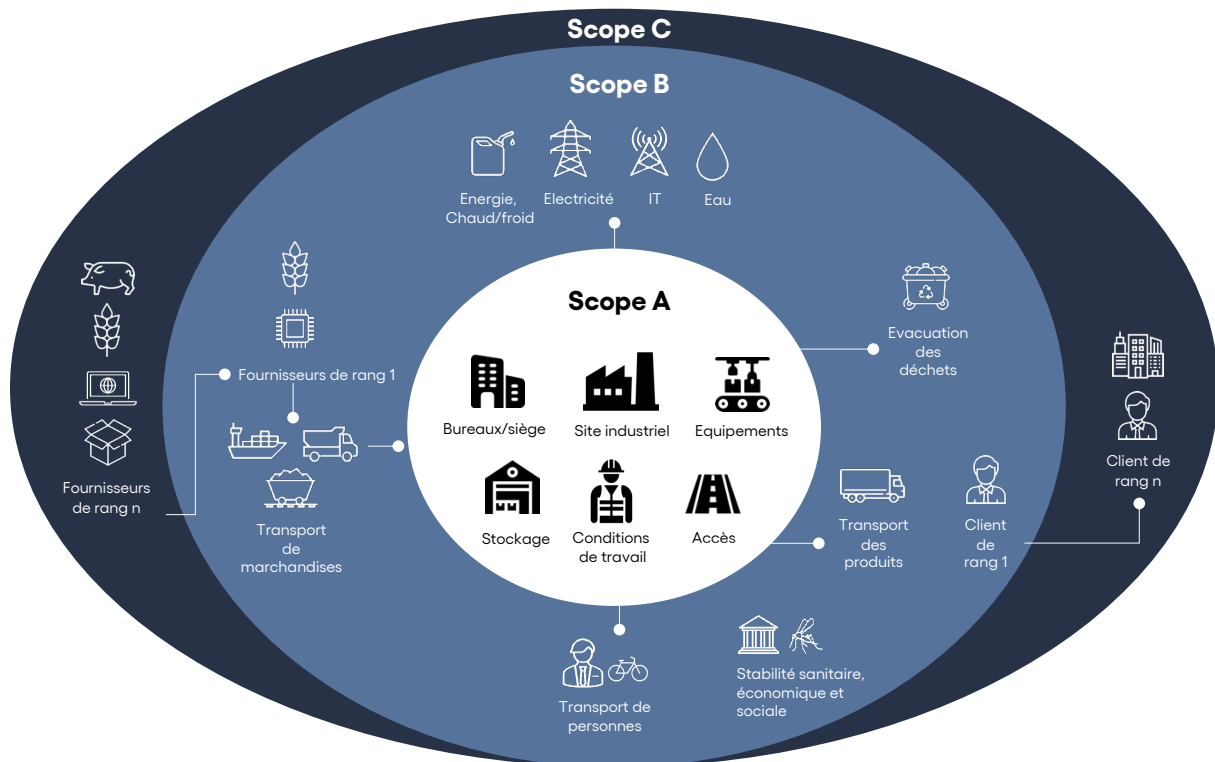 Scope C
Scope B
Energie,
Chaud/froid
Electricité
IT
Eau
Scope A
Bureaux/siège
Site industriel
Equipements
Stockage
Conditions
de travail
Accès
Fournisseurs
de rang n
Fournisseurs de rang 1
Transport
de
marchandises
Evacuation
des
déchets
Transport
des
produits
Client
de
rang 1
Client de
rang n
Transport de
personnes
Stabilité sanitaire,
économique et
sociale